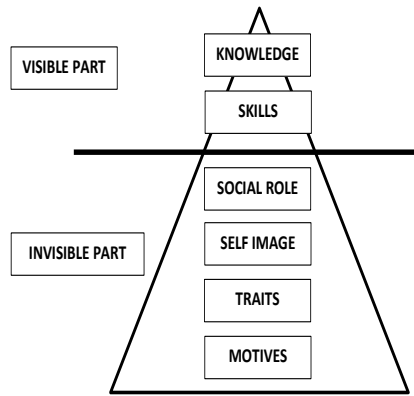 KNOWLEDGE
VISIBLE PART
SKILLS
SOCIAL ROLE
SELF IMAGE
INVISIBLE PART
TRAITS
MOTIVES